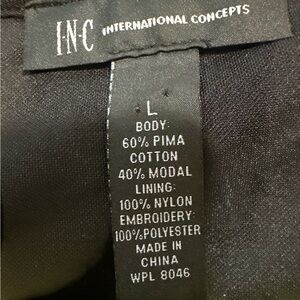 I·N·C INTERNATIONAL CONCEPTS
L
BODY:
60% PIMA
COTTON
40% MODAL
LINING:
100% NYLON
EMBROIDERY:
100%POLYESTER
MADE IN
CHINA
WPL 8046